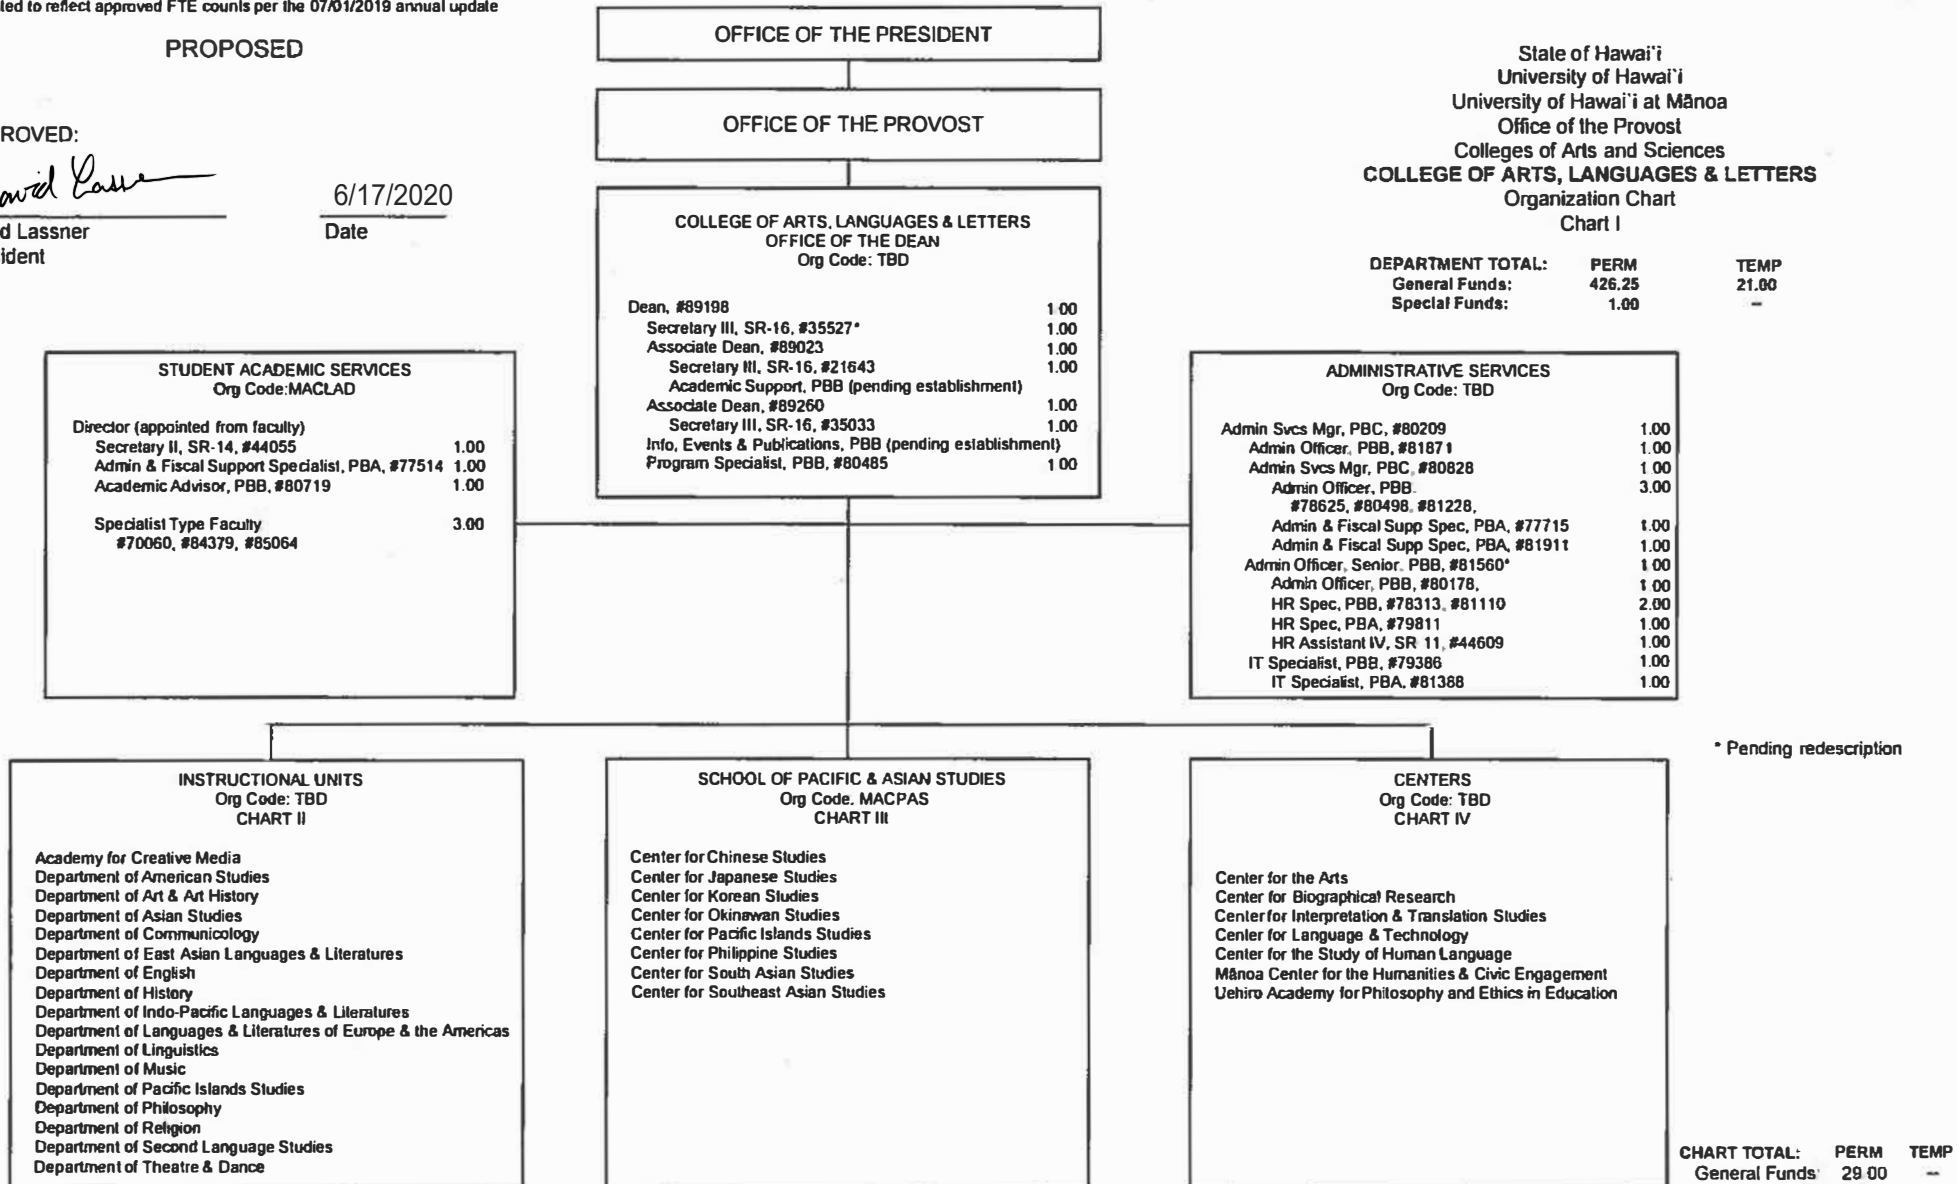 ted to reflect approved FTE counts per the 07/01/2019 annual update
PROPOSED
ROVED:
6/17/2020
d Lassner
Date
ident
OFFICE OF THE PRESIDENT
OFFICE OF THE PROVOST
State of Hawai`i
University of Hawai`i
University of Hawai`i at Mānoa
Office of the Provost
Colleges of Arts and Sciences
COLLEGE OF ARTS, LANGUAGES & LETTERS
Organization Chart
Chart I
DEPARTMENT TOTAL: PERM TEMP
General Funds: 426.25 21.00
Special Funds: 1.00 --
COLLEGE OF ARTS, LANGUAGES & LETTERS
OFFICE OF THE DEAN
Org Code: TBD
Dean, #89198 1 00
Secretary III, SR-16, #35527* 1.00
Associate Dean, #89023 1.00
Secretary III, SR-16, #21643 1.00
Academic Support, PBB (pending establishment)
Associate Dean, #89260 1.00
Secretary III, SR-16, #35033 1.00
Info, Events & Publications, PBB (pending establishment)
Program Specialist, PBB, #80485 1 00
STUDENT ACADEMIC SERVICES
Org Code:MACLAD
Director (appointed from faculty)
Secretary II, SR-14, #44055 1.00
Admin & Fiscal Support Specialist, PBA, #77514 1.00
Academic Advisor, PBB, #80719 1.00
Specialist Type Faculty 3.00
#70060, #84379, #85064
ADMINISTRATIVE SERVICES
Org Code: TBD
Admin Svcs Mgr, PBC, #80209 1.00
Admin Officer, PBB, #81871 1.00
Admin Svcs Mgr, PBC, #80828 1 00
Admin Officer, PBB. 3.00
#78625, #80498, #81228,
Admin & Fiscal Supp Spec, PBA, #77715 1.00
Admin & Fiscal Supp Spec, PBA, #81911 1.00
Admin Officer, Senior. PBB, #81560* 1 00
Admin Officer, PBB, #80178, 1 00
HR Spec, PBB, #78313, #81110 2.00
HR Spec, PBA, #79811 1.00
HR Assistant IV, SR 11, #44609 1.00
IT Specialist, PBB, #79386 1.00
IT Specialist, PBA, #81388 1.00
* Pending redescription
INSTRUCTIONAL UNITS
Org Code: TBD
CHART II
Academy for Creative Media
Department of American Studies
Department of Art & Art History
Department of Asian Studies
Department of Communicology
Department of East Asian Languages & Literatures
Department of English
Department of History
Department of Indo-Pacific Languages & Literatures
Department of Languages & Literatures of Europe & the Americas
Department of Linguistics
Department of Music
Department of Pacific Islands Studies
Department of Philosophy
Department of Religion
Department of Second Language Studies
Department of Theatre & Dance
SCHOOL OF PACIFIC & ASIAN STUDIES
Org Code. MACPAS
CHART III
Center for Chinese Studies
Center for Japanese Studies
Center for Korean Studies
Center for Okinawan Studies
Center for Pacific Islands Studies
Center for Philippine Studies
Center for South Asian Studies
Center for Southeast Asian Studies
CENTERS
Org Code: TBD
CHART IV
Center for the Arts
Center for Biographical Research
Center for Interpretation & Translation Studies
Center for Language & Technology
Center for the Study of Human Language
Mānoa Center for the Humanities & Civic Engagement
Uehiro Academy for Philosophy and Ethics in Education
CHART TOTAL: PERM TEMP
General Funds 29 00 --